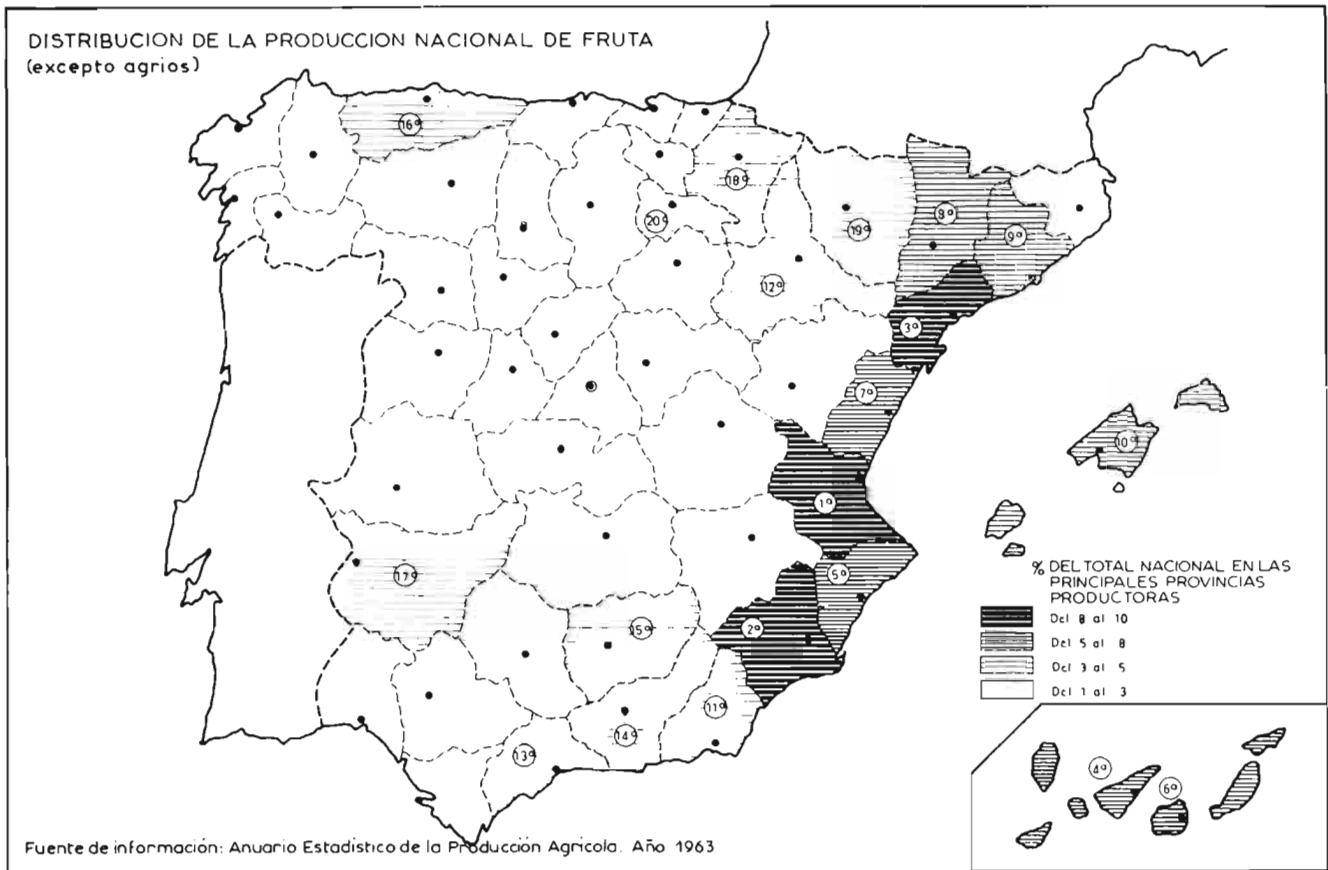 DISTRIBUCION DE LA PRODUCCION NACIONAL DE FRUTA
(excepto agrios)
16º
18º
20º
19º
8º
9º
12º
3º
7º
10º
1º
17º
5º
15º
2º
11º
14º
13º
% DEL TOTAL NACIONAL EN LAS
PRINCIPALES PROVINCIAS
PRODUCTORAS
Del 8 al 10
Del 5 al 8
Del 3 al 5
Del 1 al 3
4º
6º
Fuente de información: Anuario Estadístico de la Producción Agricola. Año 1963